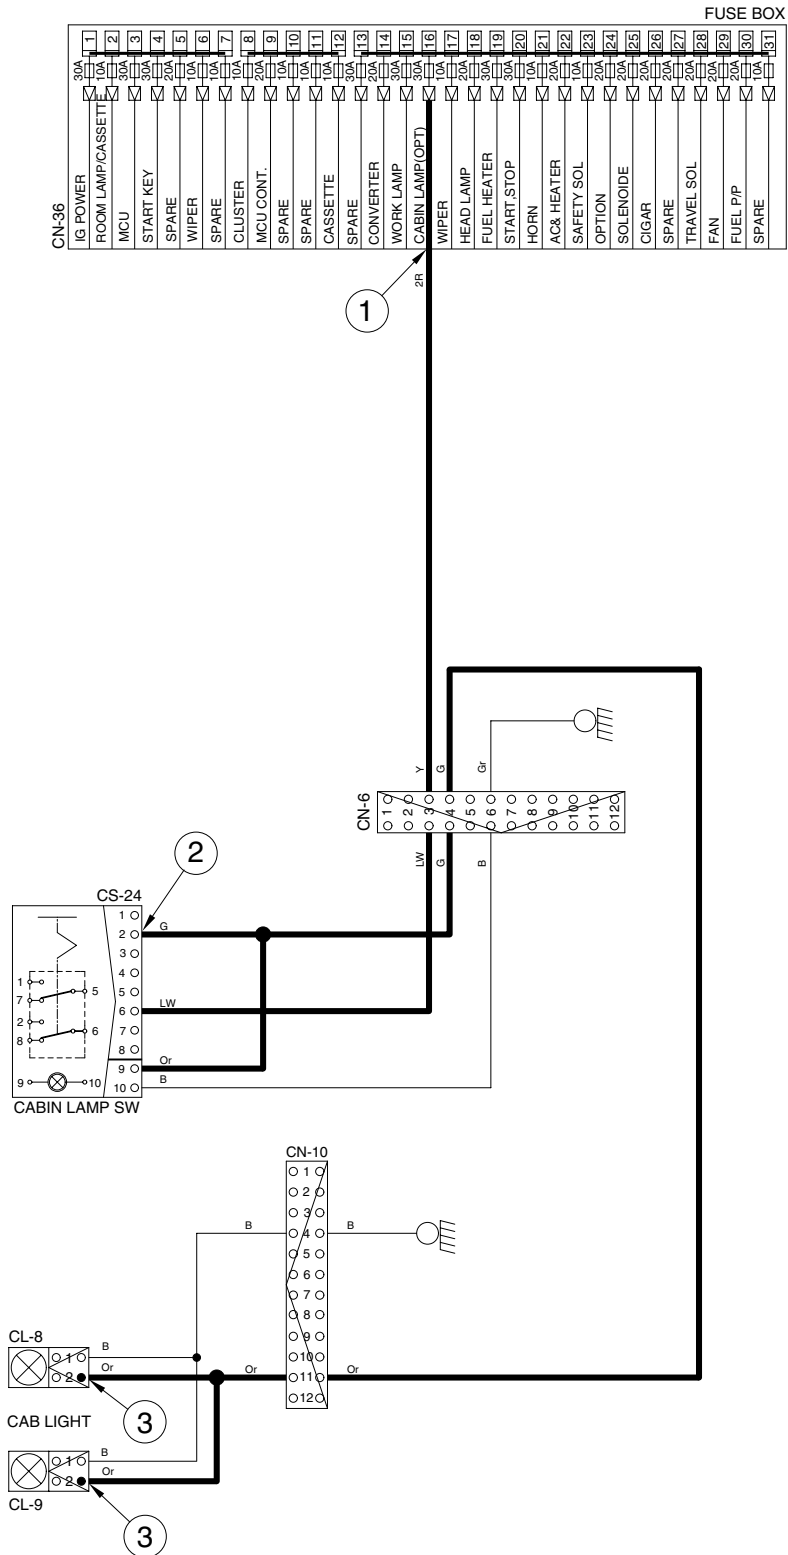 FUSE BOX
1 2 3 4 5 6 7 8 9 10 11 12 13 14 15 16 17 18 19 20 21 22 23 24 25 26 27 28 29 30 31
30A 10A 30A 30A 20A 10A 10A 10A 20A 10A 10A 20A 30A 20A 30A 30A 10A 30A 30A 30A 10A 20A 10A 20A 20A 10A 20A 20A 20A 20A 10A
CN-36
IG POWER
ROOM LAMP/CASSETTE
MCU
START KEY
SPARE
WIPER
SPARE
CLUSTER
MCU CONT.
SPARE
SPARE
CASSETTE
SPARE
CONVERTER
WORK LAMP
CABIN LAMP(OPT)
WIPER
HEAD LAMP
FUEL HEATER
START,STOP
HORN
AC& HEATER
SAFETY SOL
OPTION
SOLENOIDE
CIGAR
SPARE
TRAVEL SOL
FAN
FUEL P/P
SPARE
2R
1
Y G Gr
CN-6
1 2 3 4 5 6 7 8 9 10 11 12
LW G B
2
CS-24
1
2 G
3
4
5
6 LW
7
8
9 Or
10 B
1
7 5
2
8 6
9 10
CABIN LAMP SW
CN-10
1
2
3
B 4 B
5
6
7
8
9
10
Or 11 Or
12
CL-8
1 B
2 Or
3
CAB LIGHT
1 B
2 Or
CL-9
3